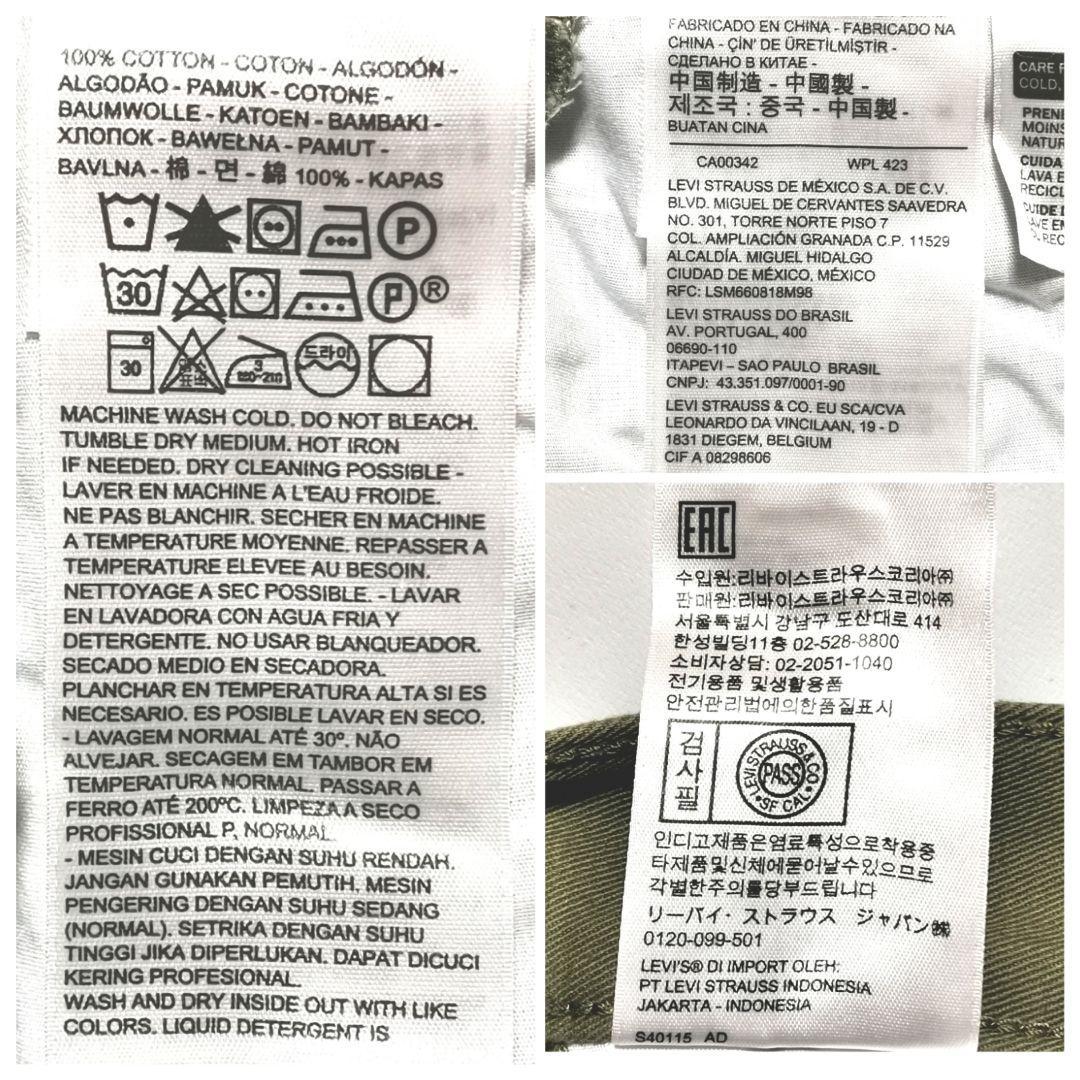 100% COTTON - COTON - ALGODÓN -
ALGODÃO - PAMUK - COTONE -
BAUMWOLLE - KATOEN - BAMBAKI -
ХЛОПОК - BAWEŁNA - PAMUT -
BAVLNA - 棉 - 면 - 綿 100% - KAPAS
P
30
P®
30
드라이
MACHINE WASH COLD. DO NOT BLEACH.
TUMBLE DRY MEDIUM. HOT IRON
IF NEEDED. DRY CLEANING POSSIBLE -
LAVER EN MACHINE A L'EAU FROIDE.
NE PAS BLANCHIR. SECHER EN MACHINE
A TEMPERATURE MOYENNE. REPASSER A
TEMPERATURE ELEVEE AU BESOIN.
NETTOYAGE A SEC POSSIBLE. - LAVAR
EN LAVADORA CON AGUA FRIA Y
DETERGENTE. NO USAR BLANQUEADOR.
SECADO MEDIO EN SECADORA.
PLANCHAR EN TEMPERATURA ALTA SI ES
NECESARIO. ES POSIBLE LAVAR EN SECO.
- LAVAGEM NORMAL ATÉ 30º. NÃO
ALVEJAR. SECAGEM EM TAMBOR EM
TEMPERATURA NORMAL. PASSAR A
FERRO ATÉ 200ºC. LIMPEZA A SECO
PROFISSIONAL P, NORMAL
- MESIN CUCI DENGAN SUHU RENDAH.
JANGAN GUNAKAN PEMUTIH. MESIN
PENGERING DENGAN SUHU SEDANG
(NORMAL). SETRIKA DENGAN SUHU
TINGGI JIKA DIPERLUKAN. DAPAT DICUCI
KERING PROFESIONAL.
WASH AND DRY INSIDE OUT WITH LIKE
COLORS. LIQUID DETERGENT IS
FABRICADO EN CHINA - FABRICADO NA
CHINA - ÇİN' DE ÜRETİLMİŞTİR -
СДЕЛАНО В КИТАЕ -
中国制造 - 中國製 -
제조국 : 중국 - 中国製 -
BUATAN CINA
CA00342 WPL 423
LEVI STRAUSS DE MÉXICO S.A. DE C.V.
BLVD. MIGUEL DE CERVANTES SAAVEDRA
NO. 301, TORRE NORTE PISO 7
COL. AMPLIACIÓN GRANADA C.P. 11529
ALCALDÍA. MIGUEL HIDALGO
CIUDAD DE MÉXICO, MÉXICO
RFC: LSM660818M98
LEVI STRAUSS DO BRASIL
AV. PORTUGAL, 400
06690-110
ITAPEVI – SAO PAULO BRASIL
CNPJ: 43.351.097/0001-90
LEVI STRAUSS & CO. EU SCA/CVA
LEONARDO DA VINCILAAN, 19 - D
1831 DIEGEM, BELGIUM
CIF A 08298606
CARE
COLD,
MOINS
NATUR
CUIDA
LAVA E
RECICL
EAC
수입원:리바이스트라우스코리아㈜
판매원:리바이스트라우스코리아㈜
서울특별시 강남구 도산대로 414
한성빌딩11층 02-528-8800
소비자상담: 02-2051-1040
전기용품 및생활용품
안전관리법에의한품질표시
검사필
LEVI STRAUSS & CO
PASS
SF CAL
인디고제품은염료특성으로착용중
타제품및신체에묻어날수있으므로
각별한주의를당부드립니다
リーバイ・ストラウス ジャパン㈱
0120-099-501
LEVI'S® DI IMPORT OLEH:
PT LEVI STRAUSS INDONESIA
JAKARTA - INDONESIA
S40115 AD